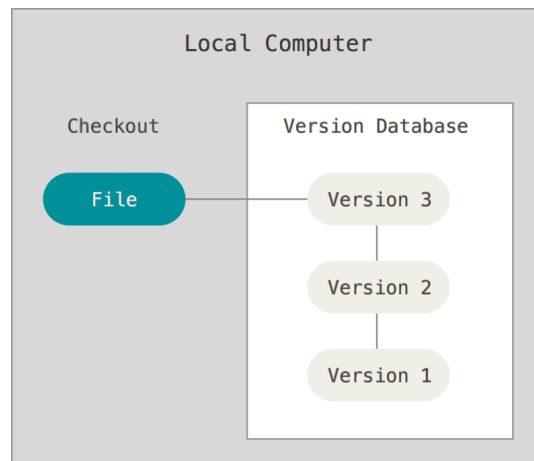 Local Computer
Checkout
Version Database
File
Version 3
Version 2
Version 1